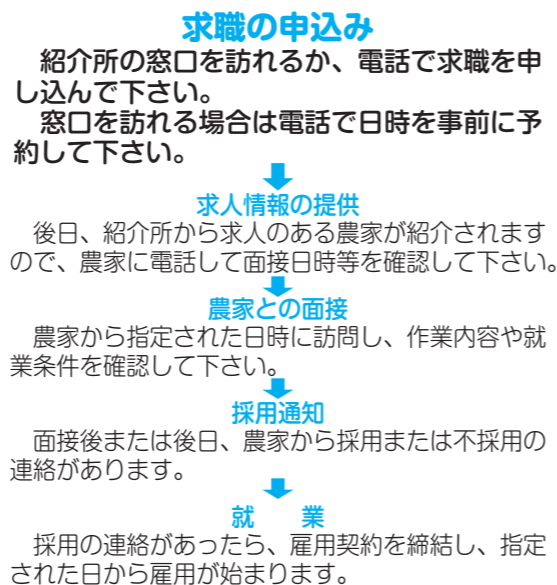 求職の申込み
　紹介所の窓口を訪れるか、電話で求職を申
し込んで下さい。
　窓口を訪れる場合は電話で日時を事前に予
約して下さい。
求人情報の提供
　後日、紹介所から求人のある農家が紹介されます
ので、農家に電話して面接日時等を確認して下さい。
農家との面接
　農家から指定された日時に訪問し、作業内容や就
業条件を確認して下さい。
採用通知
　面接後または後日、農家から採用または不採用の
連絡があります。
就　　業
　採用の連絡があったら、雇用契約を締結し、指定
された日から雇用が始まります。